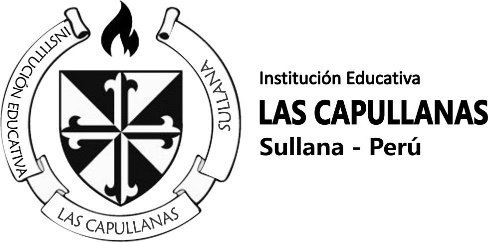 INSTITUCIÓN EDUCATIVA
SULLANA
LAS CAPULLANAS
Institución Educativa
LAS CAPULLANAS
Sullana - Perú